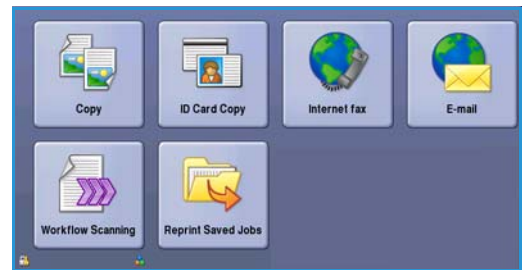 Copy
ID Card Copy
Internet fax
E-mail
Workflow Scanning
Reprint Saved Jobs